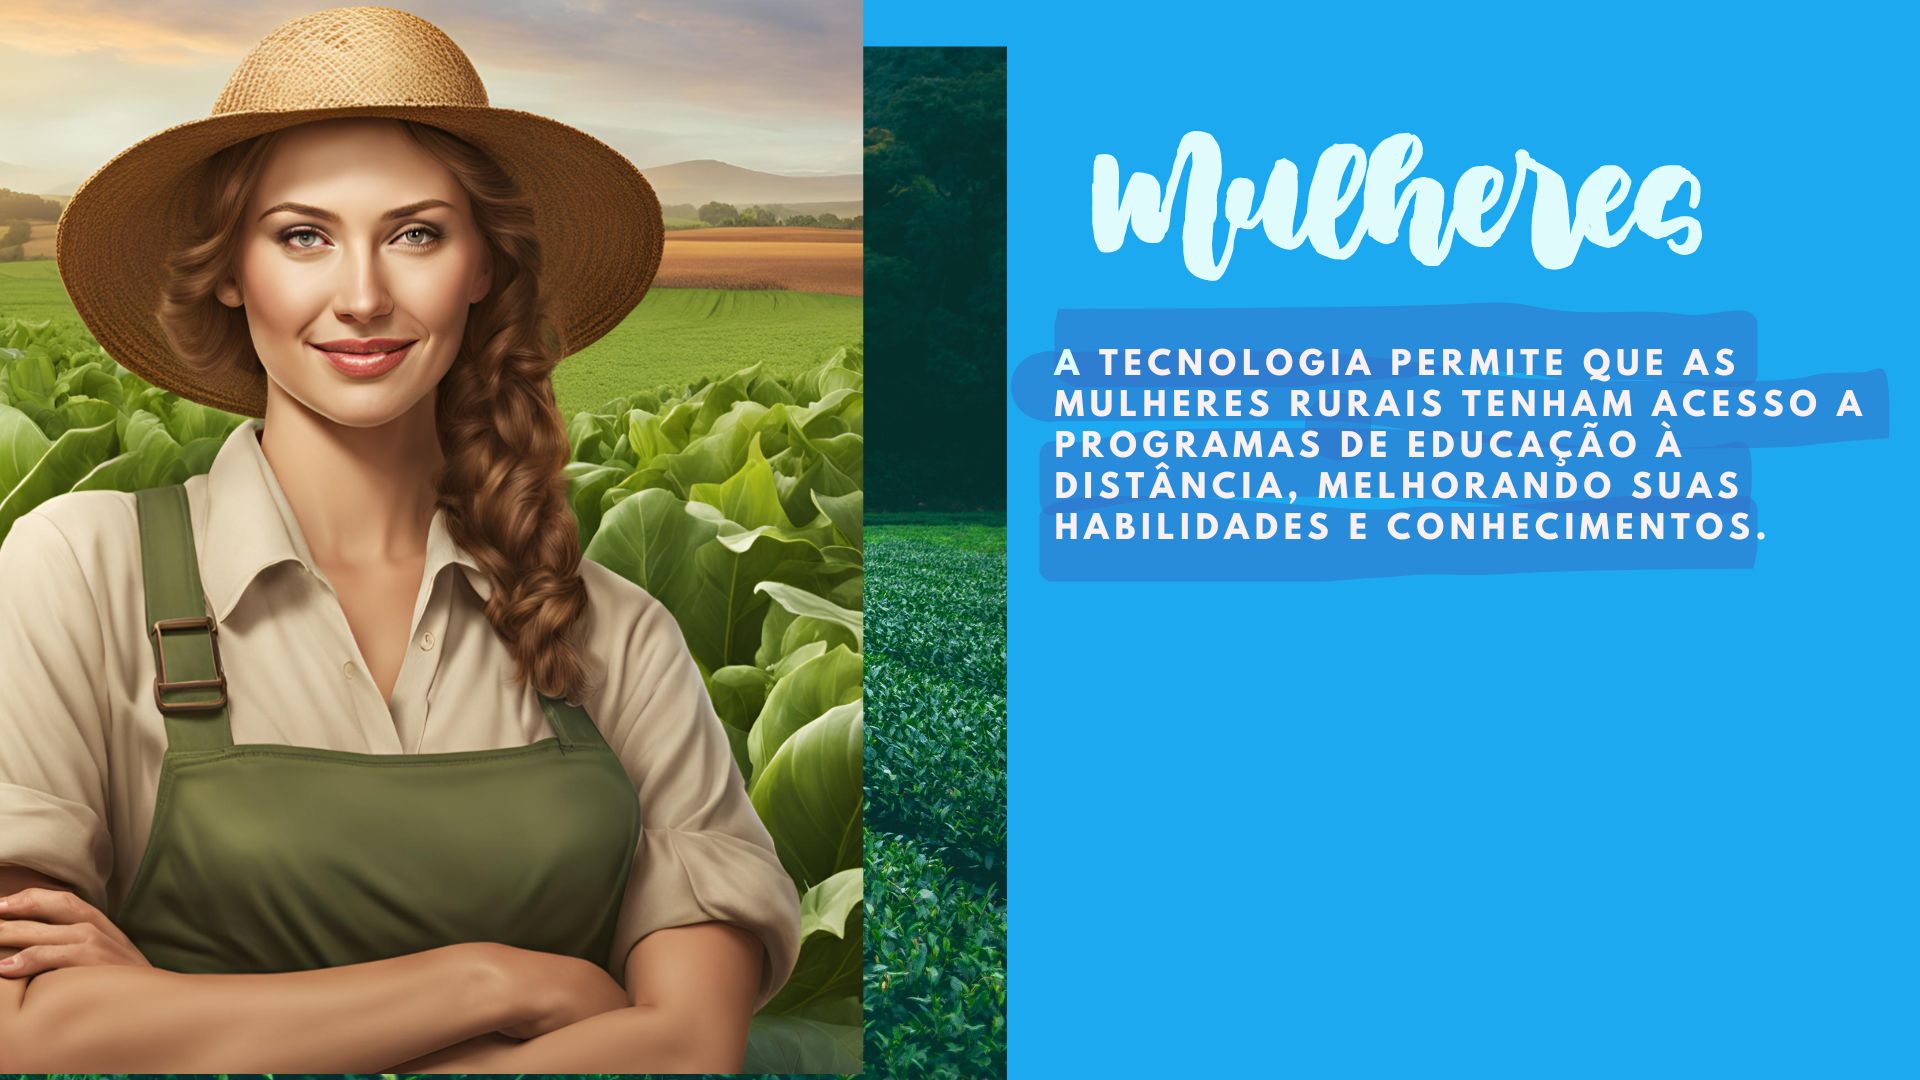 Mulheres
A TECNOLOGIA PERMITE QUE AS
MULHERES RURAIS TENHAM ACESSO A
PROGRAMAS DE EDUCAÇÃO À
DISTÂNCIA, MELHORANDO SUAS
HABILIDADES E CONHECIMENTOS.